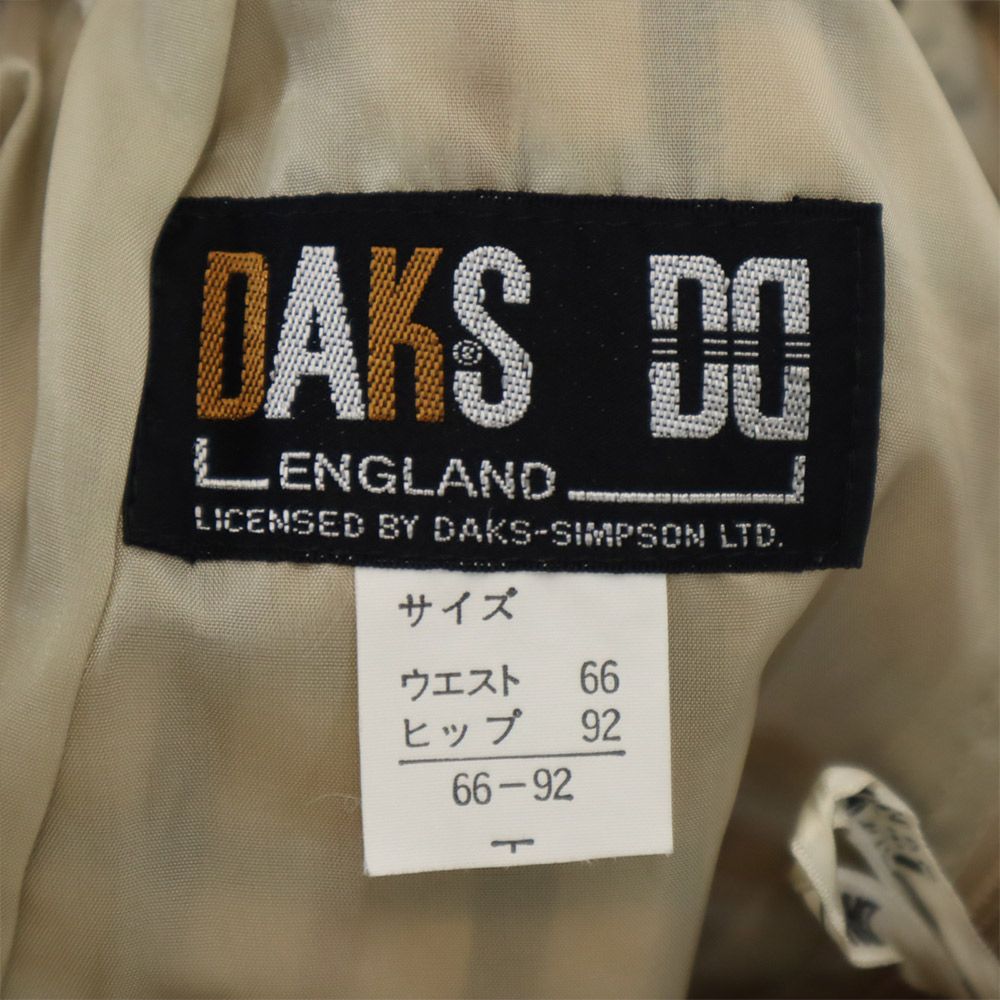 DAKS® DD
ENGLAND
LICENSED BY DAKS-SIMPSON LTD.
サイズ
ウエスト 66
ヒップ 92
66-92
T